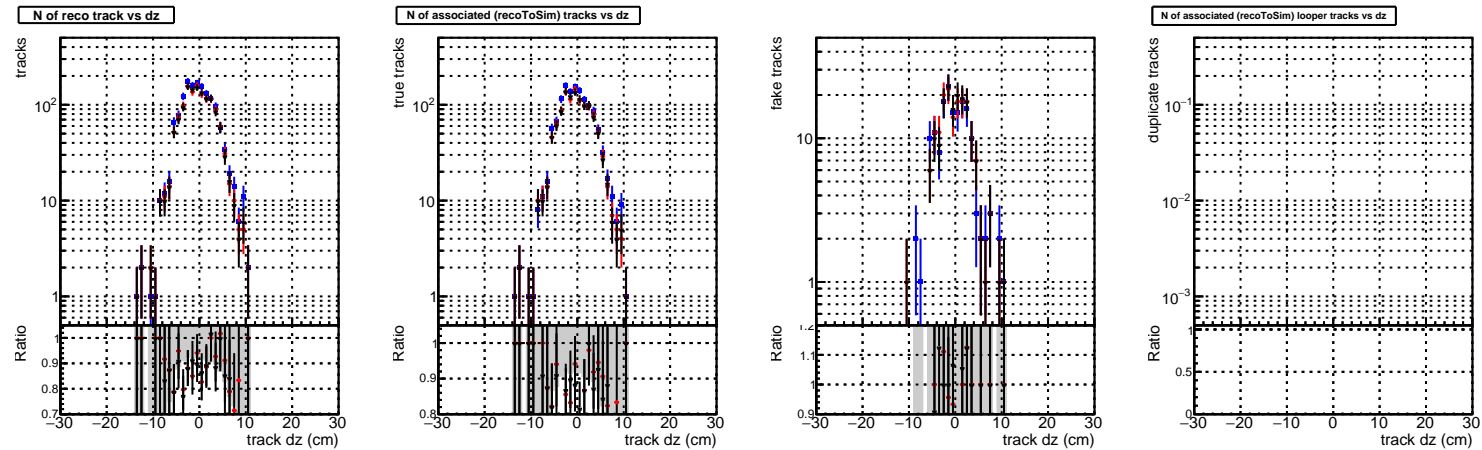 N of reco track vs dz
tracks
10²
10
1
Ratio
1
0.9
0.8
0.7
−30 −20 −10 0 10 20 30
track dz (cm)
N of associated (recoToSim) tracks vs dz
true tracks
10²
10
1
Ratio
1
0.9
0.8
−30 −20 −10 0 10 20 30
track dz (cm)
fake tracks
10
1
Ratio
1.2
1.1
1
0.9
−30 −20 −10 0 10 20 30
track dz (cm)
N of associated (recoToSim) looper tracks vs dz
duplicate tracks
10⁻¹
10⁻²
10⁻³
Ratio
1
0.5
0
−30 −20 −10 0 10 20 30
track dz (cm)